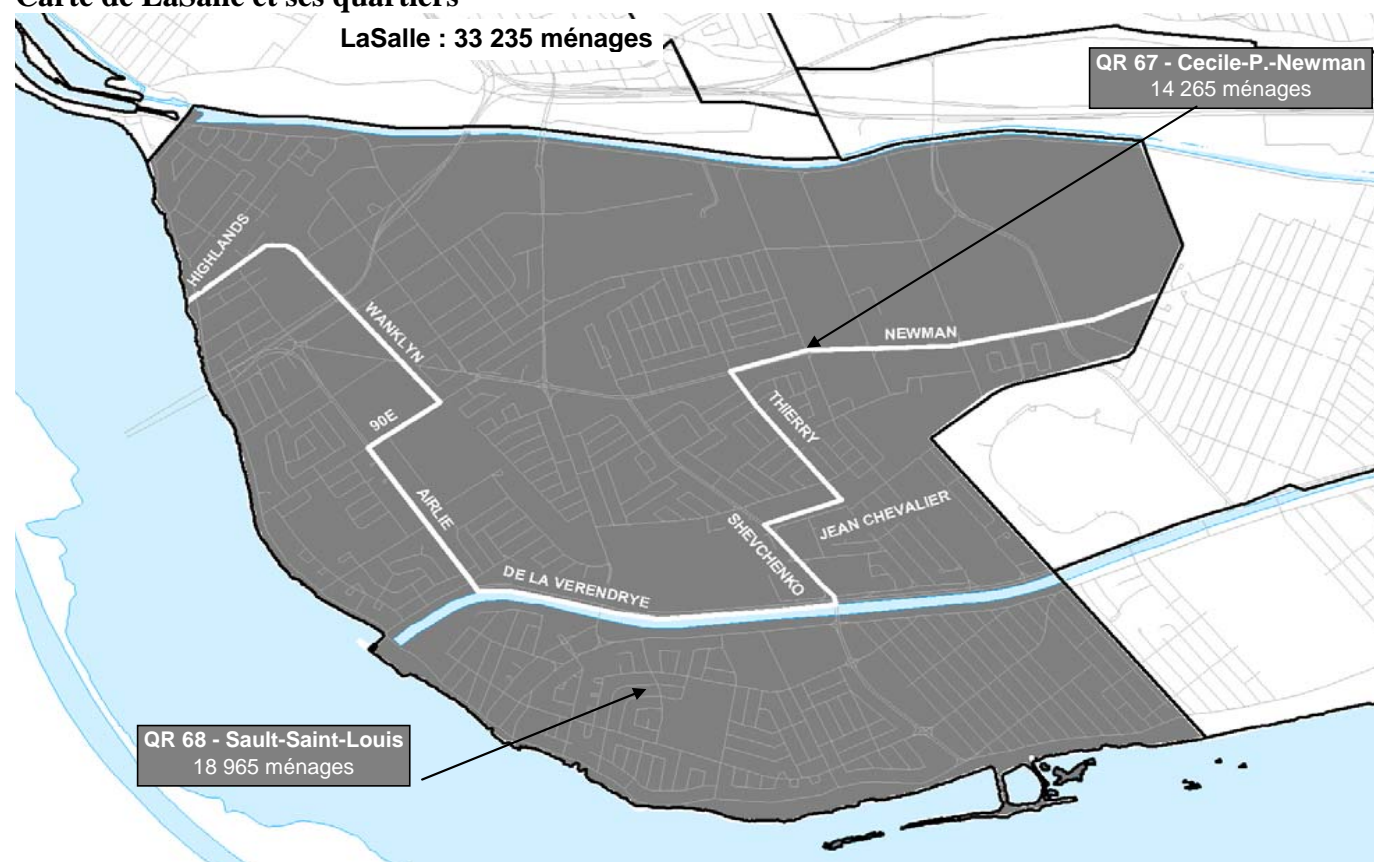 Carte de LaSalle et ses quartiers
LaSalle : 33 235 ménages
QR 67 - Cecile-P.-Newman
14 265 ménages
HIGHLANDS
WANKLYN
NEWMAN
90E
THIERRY
AIRLIE
SHEVCHENKO
JEAN CHEVALIER
DE LA VERENDRYE
QR 68 - Sault-Saint-Louis
18 965 ménages